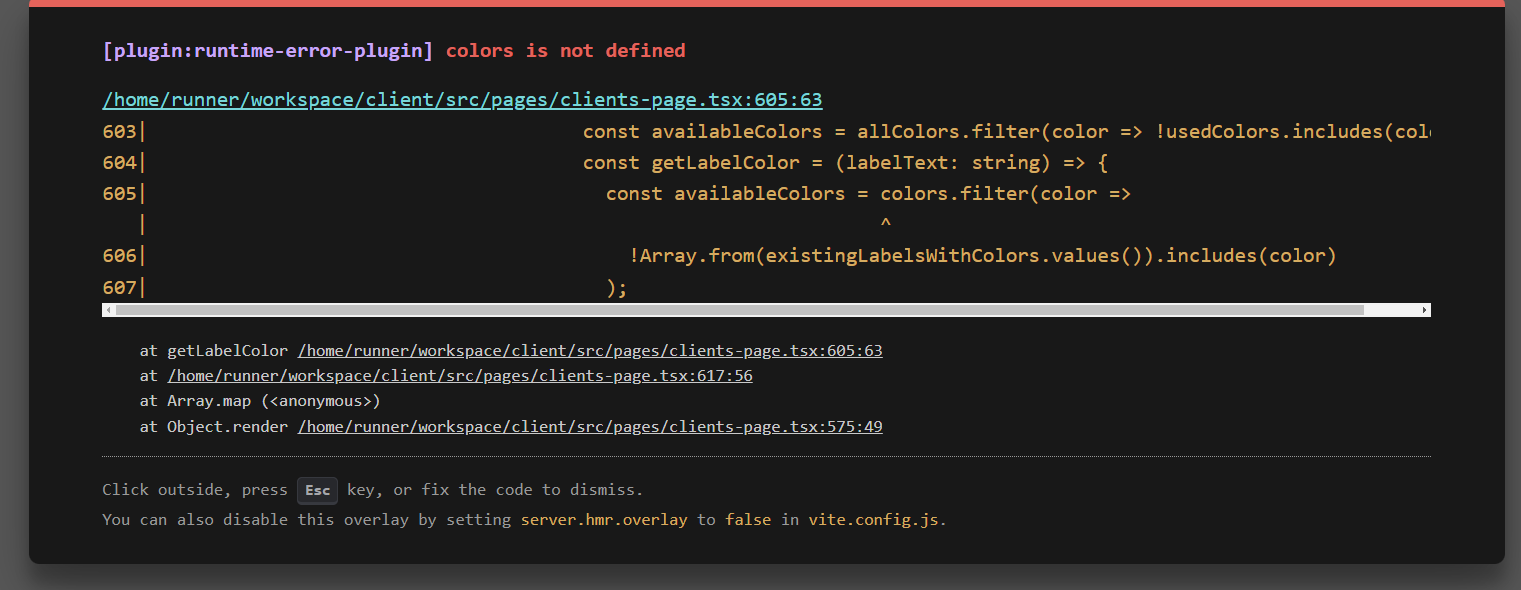 [plugin:runtime-error-plugin] colors is not defined
/home/runner/workspace/client/src/pages/clients-page.tsx:605:63
603|                                      const availableColors = allColors.filter(color => !usedColors.includes(col
604|                                      const getLabelColor = (labelText: string) => {
605|                                        const availableColors = colors.filter(color =>
   |                                                                ^
606|                                          !Array.from(existingLabelsWithColors.values()).includes(color)
607|                                        );
at getLabelColor /home/runner/workspace/client/src/pages/clients-page.tsx:605:63
at /home/runner/workspace/client/src/pages/clients-page.tsx:617:56
at Array.map (<anonymous>)
at Object.render /home/runner/workspace/client/src/pages/clients-page.tsx:575:49
Click outside, press Esc key, or fix the code to dismiss.
You can also disable this overlay by setting server.hmr.overlay to false in vite.config.js.